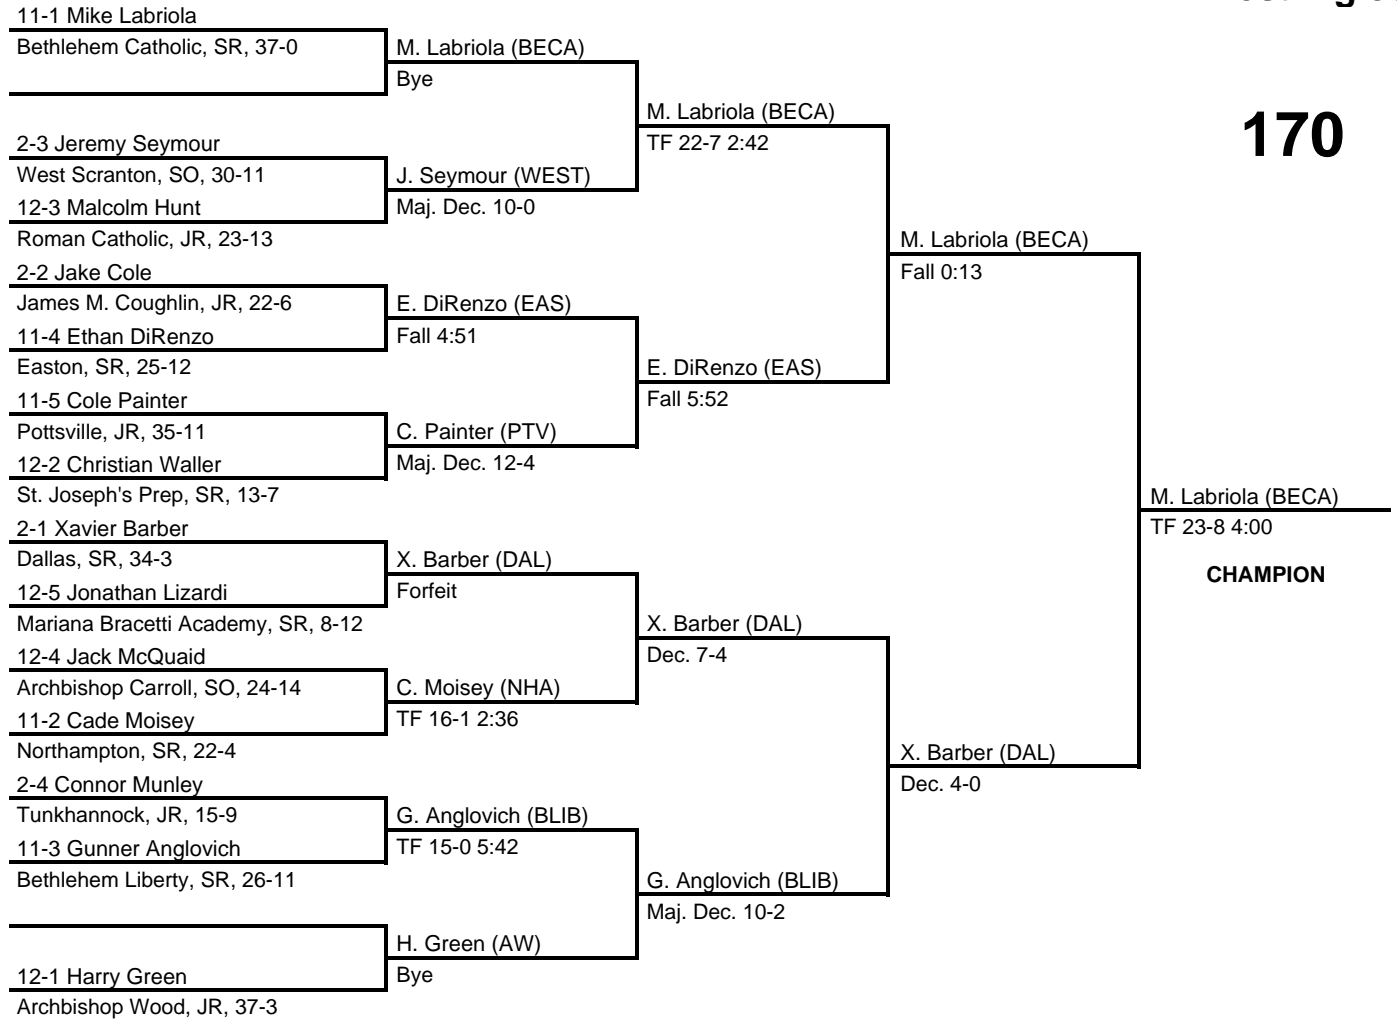 11-1 Mike Labriola
Bethlehem Catholic, SR, 37-0
2-3 Jeremy Seymour
West Scranton, SO, 30-11
12-3 Malcolm Hunt
Roman Catholic, JR, 23-13
2-2 Jake Cole
James M. Coughlin, JR, 22-6
11-4 Ethan DiRenzo
Easton, SR, 25-12
11-5 Cole Painter
Pottsville, JR, 35-11
12-2 Christian Waller
St. Joseph's Prep, SR, 13-7
2-1 Xavier Barber
Dallas, SR, 34-3
12-5 Jonathan Lizardi
Mariana Bracetti Academy, SR, 8-12
12-4 Jack McQuaid
Archbishop Carroll, SO, 24-14
11-2 Cade Moisey
Northampton, SR, 22-4
2-4 Connor Munley
Tunkhannock, JR, 15-9
11-3 Gunner Anglovich
Bethlehem Liberty, SR, 26-11
12-1 Harry Green
Archbishop Wood, JR, 37-3
M. Labriola (BECA)
Bye
J. Seymour (WEST)
Maj. Dec. 10-0
E. DiRenzo (EAS)
Fall 4:51
C. Painter (PTV)
Maj. Dec. 12-4
X. Barber (DAL)
Forfeit
C. Moisey (NHA)
TF 16-1 2:36
G. Anglovich (BLIB)
TF 15-0 5:42
H. Green (AW)
Bye
M. Labriola (BECA)
TF 22-7 2:42
E. DiRenzo (EAS)
Fall 5:52
X. Barber (DAL)
Dec. 7-4
G. Anglovich (BLIB)
Maj. Dec. 10-2
M. Labriola (BECA)
Fall 0:13
X. Barber (DAL)
Dec. 4-0
170
M. Labriola (BECA)
TF 23-8 4:00
CHAMPION